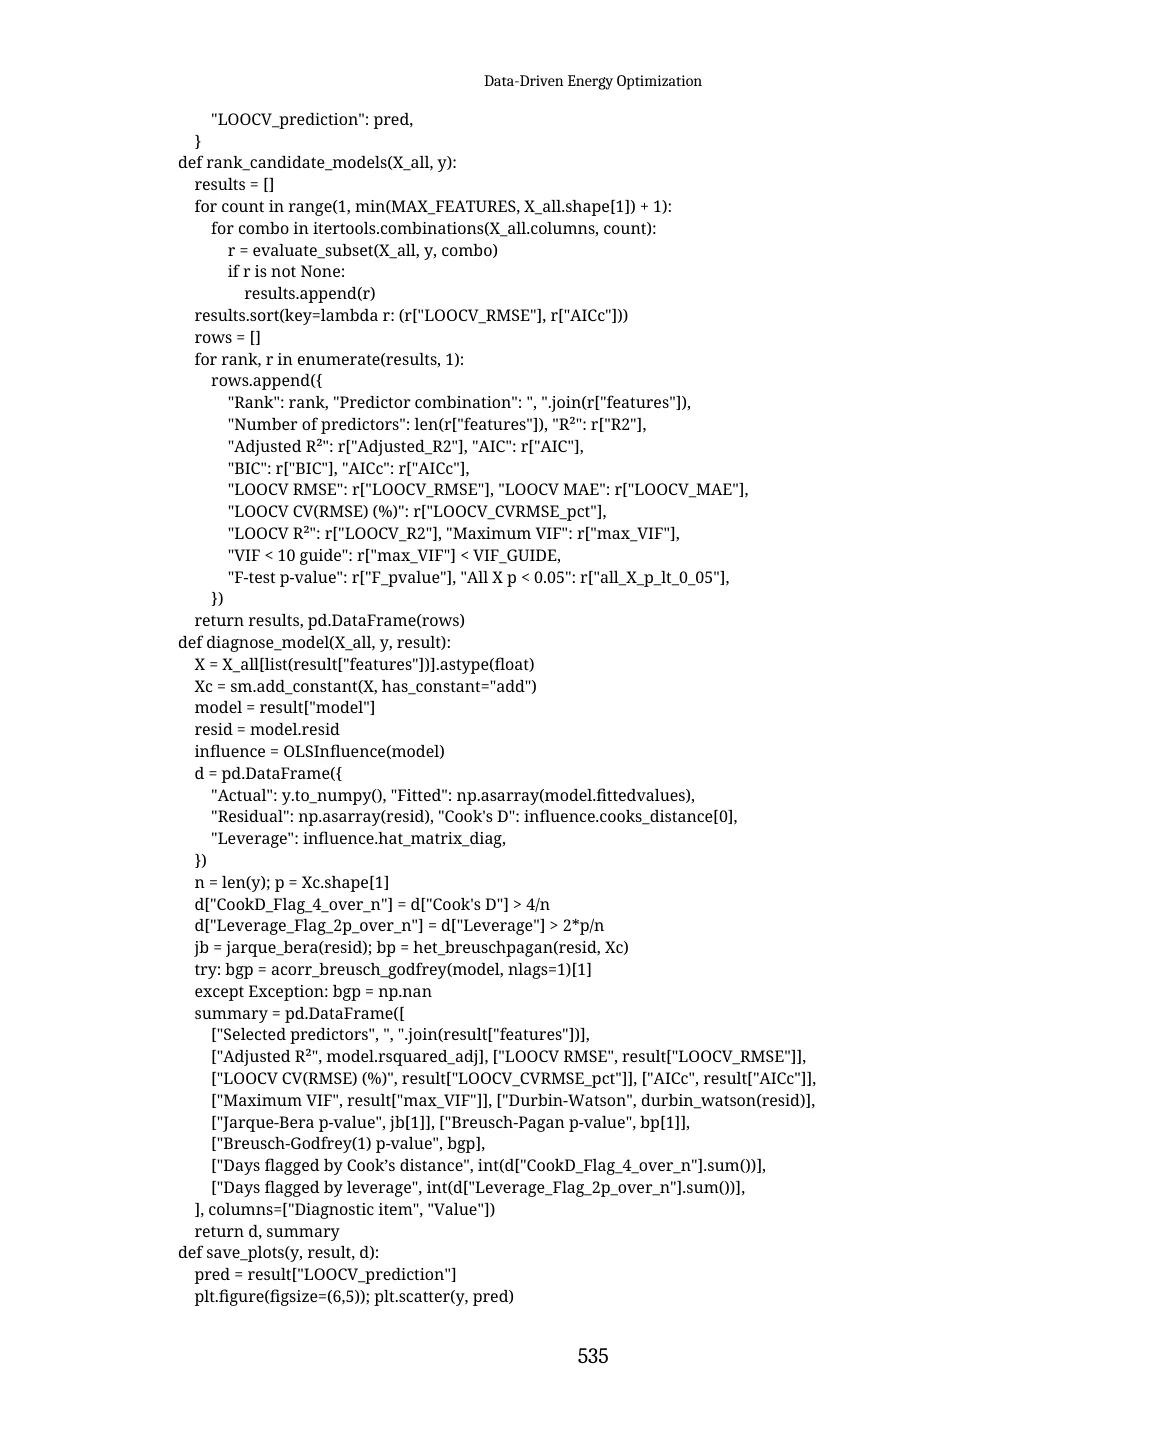 Data-Driven Energy Optimization
"LOOCV_prediction": pred,
}
def rank_candidate_models(X_all, y):
results = []
for count in range(1, min(MAX_FEATURES, X_all.shape[1]) + 1):
for combo in itertools.combinations(X_all.columns, count):
r = evaluate_subset(X_all, y, combo)
if r is not None:
results.append(r)
results.sort(key=lambda r: (r["LOOCV_RMSE"], r["AICc"]))
rows = []
for rank, r in enumerate(results, 1):
rows.append({
"Rank": rank, "Predictor combination": ", ".join(r["features"]),
"Number of predictors": len(r["features"]), "R²": r["R2"],
"Adjusted R²": r["Adjusted_R2"], "AIC": r["AIC"],
"BIC": r["BIC"], "AICc": r["AICc"],
"LOOCV RMSE": r["LOOCV_RMSE"], "LOOCV MAE": r["LOOCV_MAE"],
"LOOCV CV(RMSE) (%)": r["LOOCV_CVRMSE_pct"],
"LOOCV R²": r["LOOCV_R2"], "Maximum VIF": r["max_VIF"],
"VIF < 10 guide": r["max_VIF"] < VIF_GUIDE,
"F-test p-value": r["F_pvalue"], "All X p < 0.05": r["all_X_p_lt_0_05"],
})
return results, pd.DataFrame(rows)
def diagnose_model(X_all, y, result):
X = X_all[list(result["features"])].astype(float)
Xc = sm.add_constant(X, has_constant="add")
model = result["model"]
resid = model.resid
influence = OLSInfluence(model)
d = pd.DataFrame({
"Actual": y.to_numpy(), "Fitted": np.asarray(model.fittedvalues),
"Residual": np.asarray(resid), "Cook's D": influence.cooks_distance[0],
"Leverage": influence.hat_matrix_diag,
})
n = len(y); p = Xc.shape[1]
d["CookD_Flag_4_over_n"] = d["Cook's D"] > 4/n
d["Leverage_Flag_2p_over_n"] = d["Leverage"] > 2*p/n
jb = jarque_bera(resid); bp = het_breuschpagan(resid, Xc)
try: bgp = acorr_breusch_godfrey(model, nlags=1)[1]
except Exception: bgp = np.nan
summary = pd.DataFrame([
["Selected predictors", ", ".join(result["features"])],
["Adjusted R²", model.rsquared_adj], ["LOOCV RMSE", result["LOOCV_RMSE"]],
["LOOCV CV(RMSE) (%)", result["LOOCV_CVRMSE_pct"]], ["AICc", result["AICc"]],
["Maximum VIF", result["max_VIF"]], ["Durbin-Watson", durbin_watson(resid)],
["Jarque-Bera p-value", jb[1]], ["Breusch-Pagan p-value", bp[1]],
["Breusch-Godfrey(1) p-value", bgp],
["Days flagged by Cook’s distance", int(d["CookD_Flag_4_over_n"].sum())],
["Days flagged by leverage", int(d["Leverage_Flag_2p_over_n"].sum())],
], columns=["Diagnostic item", "Value"])
return d, summary
def save_plots(y, result, d):
pred = result["LOOCV_prediction"]
plt.figure(figsize=(6,5)); plt.scatter(y, pred)
535